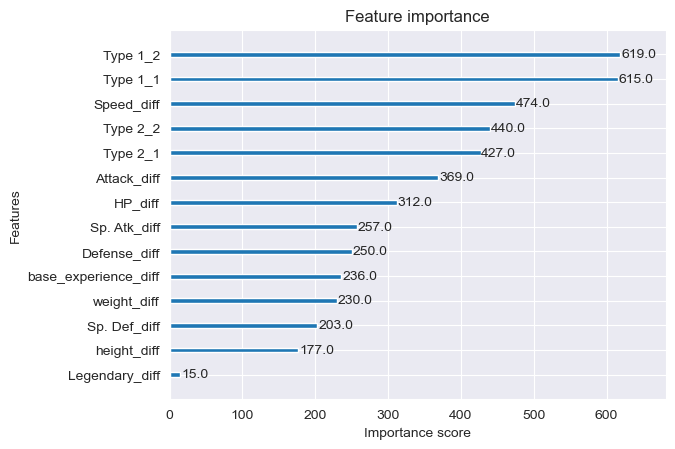 Feature importance
Type 1_2 619.0
Type 1_1 615.0
Speed_diff 474.0
Type 2_2 440.0
Type 2_1 427.0
Attack_diff 369.0
HP_diff 312.0
Sp. Atk_diff 257.0
Defense_diff 250.0
base_experience_diff 236.0
weight_diff 230.0
Sp. Def_diff 203.0
height_diff 177.0
Legendary_diff 15.0
Features
0 100 200 300 400 500 600
Importance score